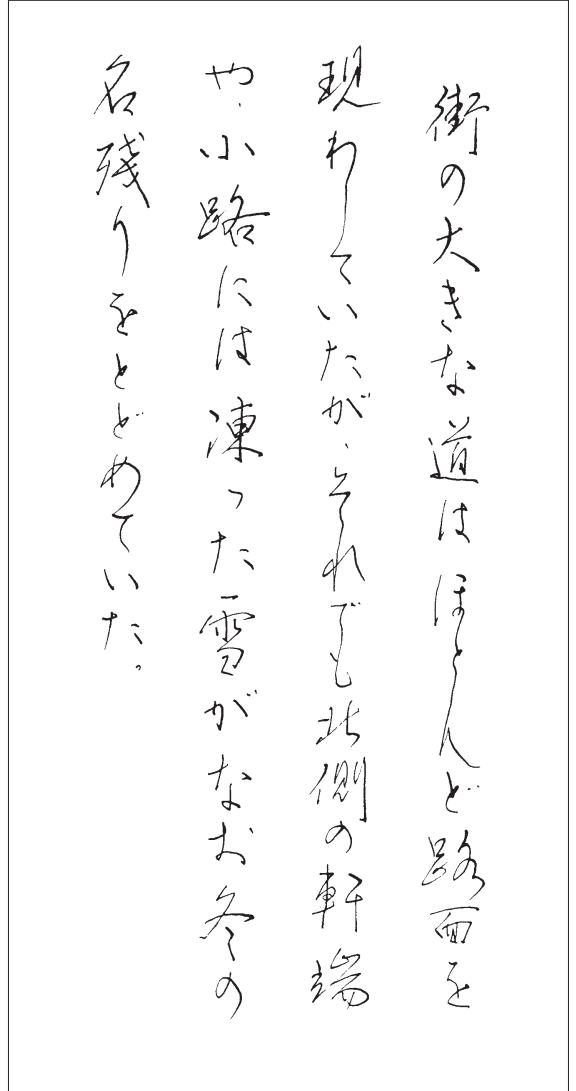 街の大きな道はほとんど路面を
現わしていたが、それでも北側の軒端
や、小路には凍った雪がなお冬の
名残りをとどめていた。